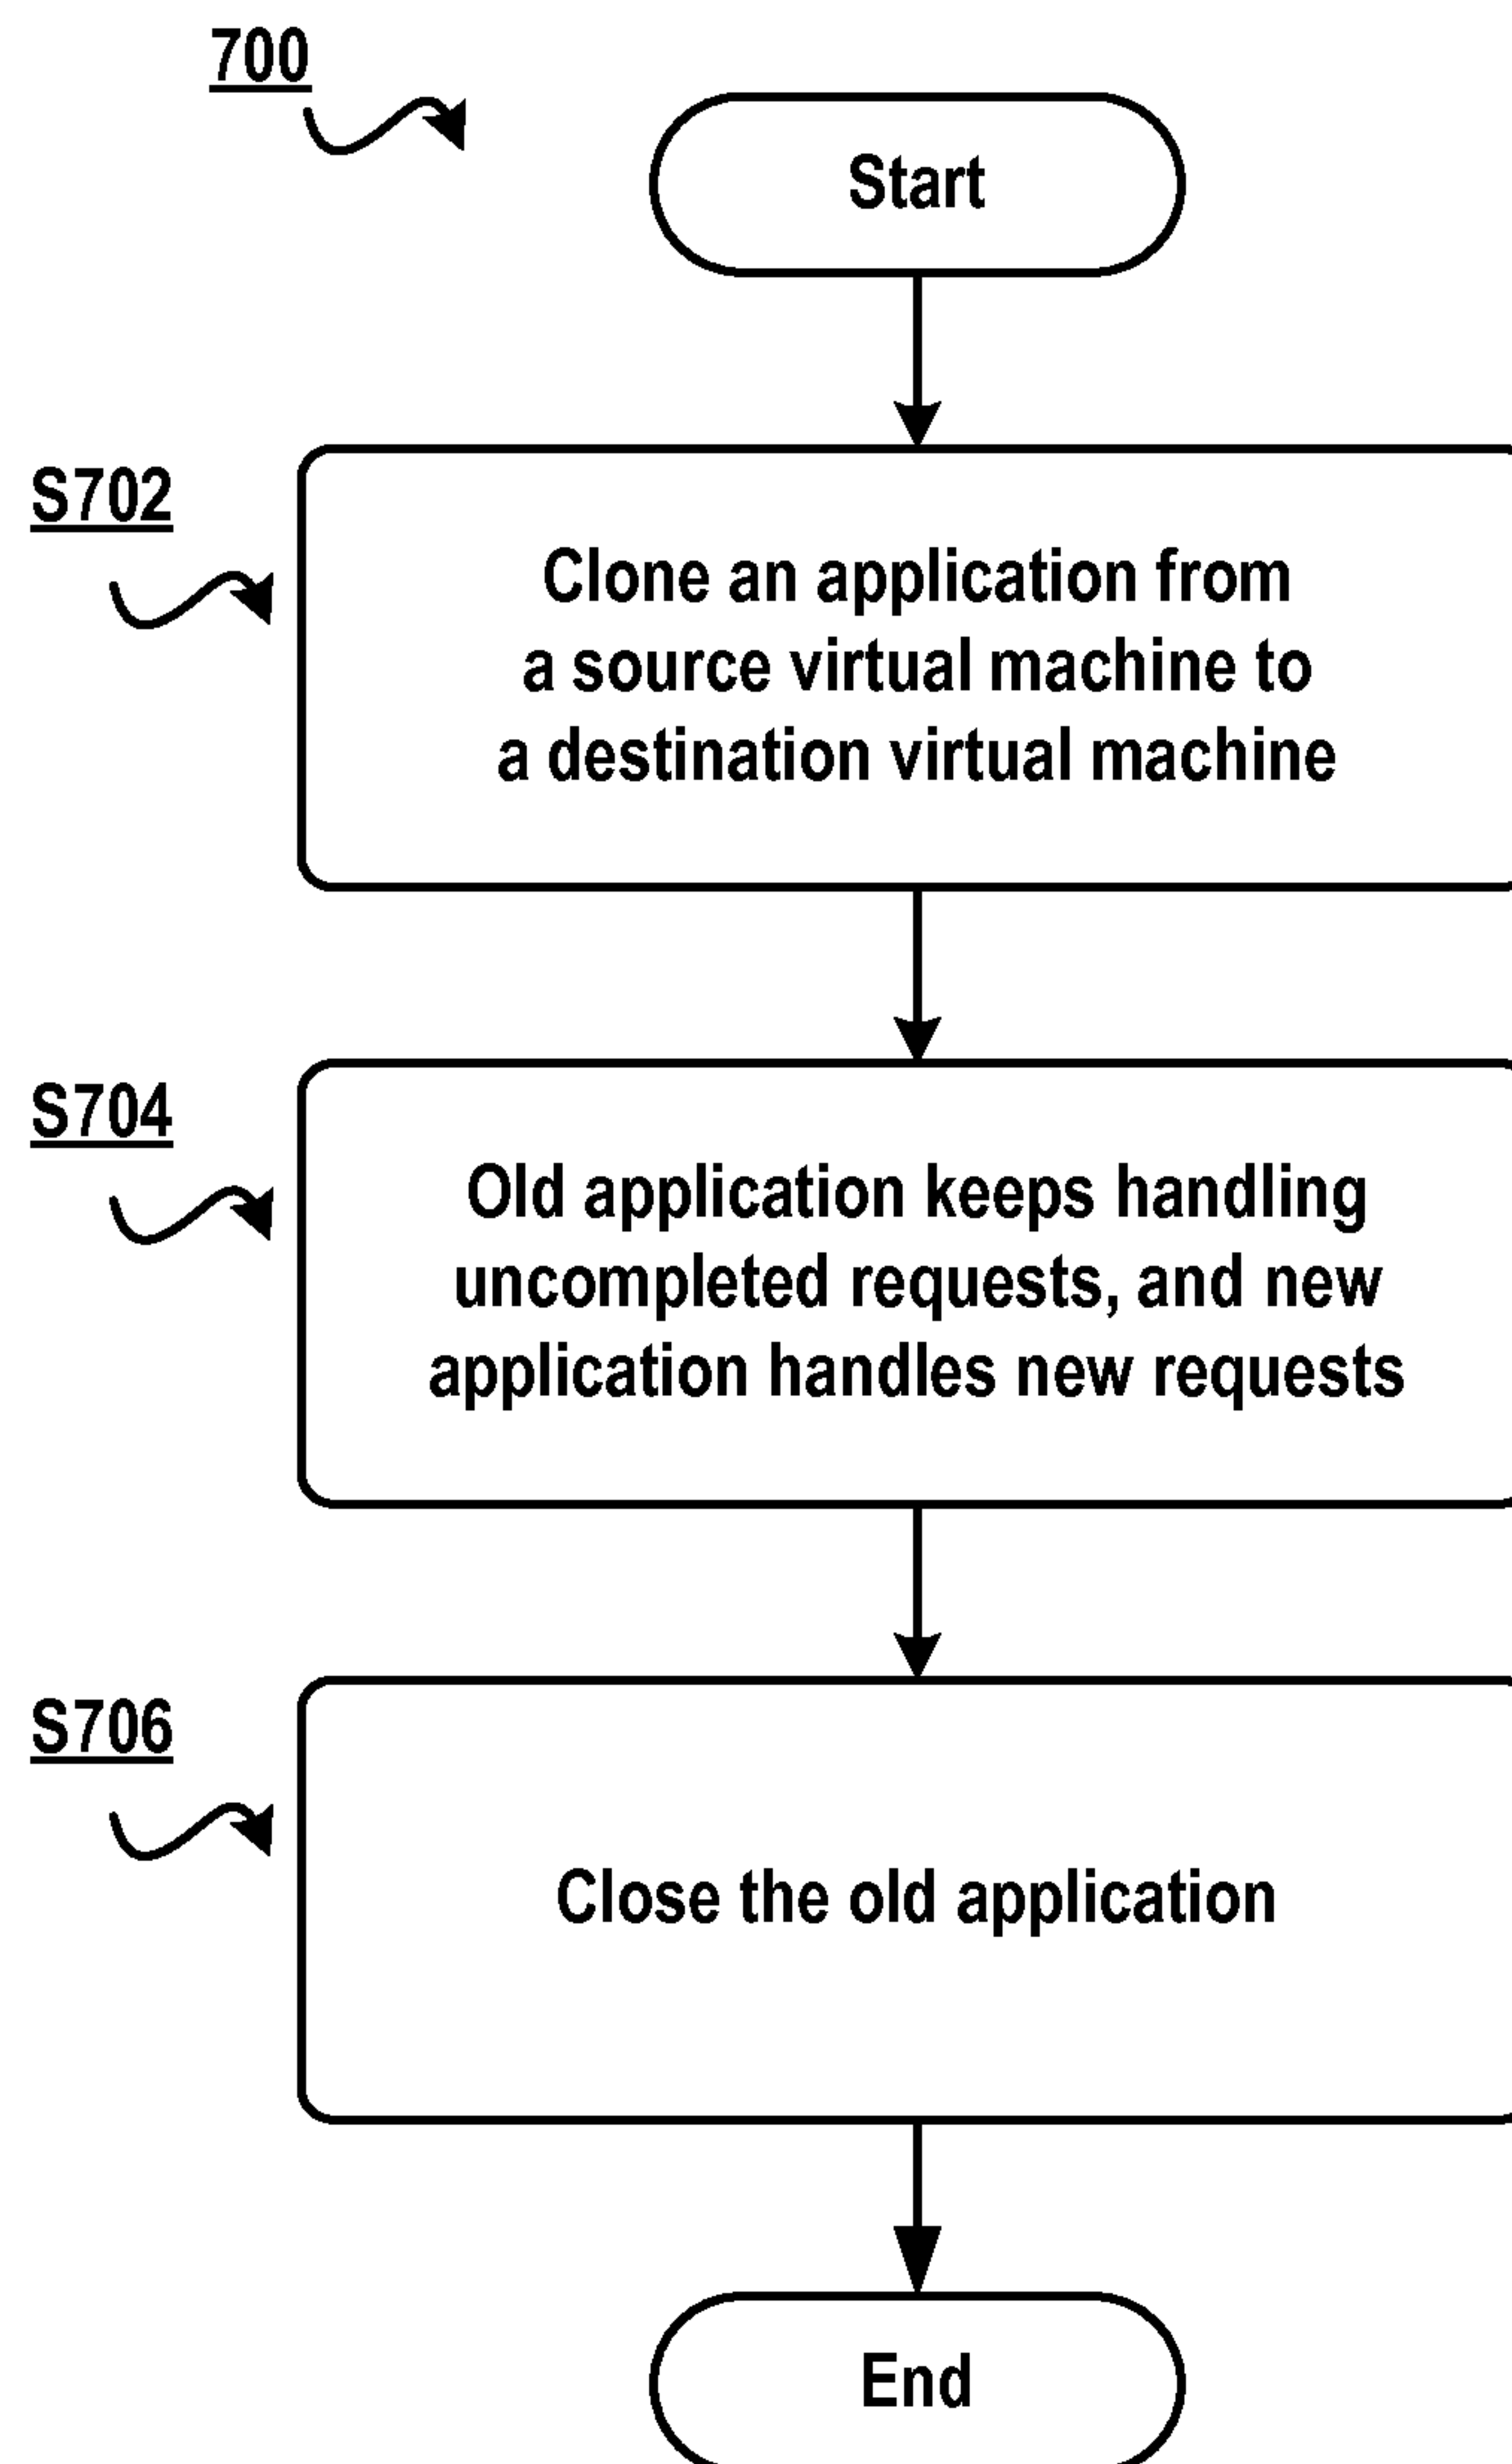 700
Start
S702
Clone an application from
a source virtual machine to
a destination virtual machine
S704
Old application keeps handling
uncompleted requests, and new
application handles new requests
S706
Close the old application
End